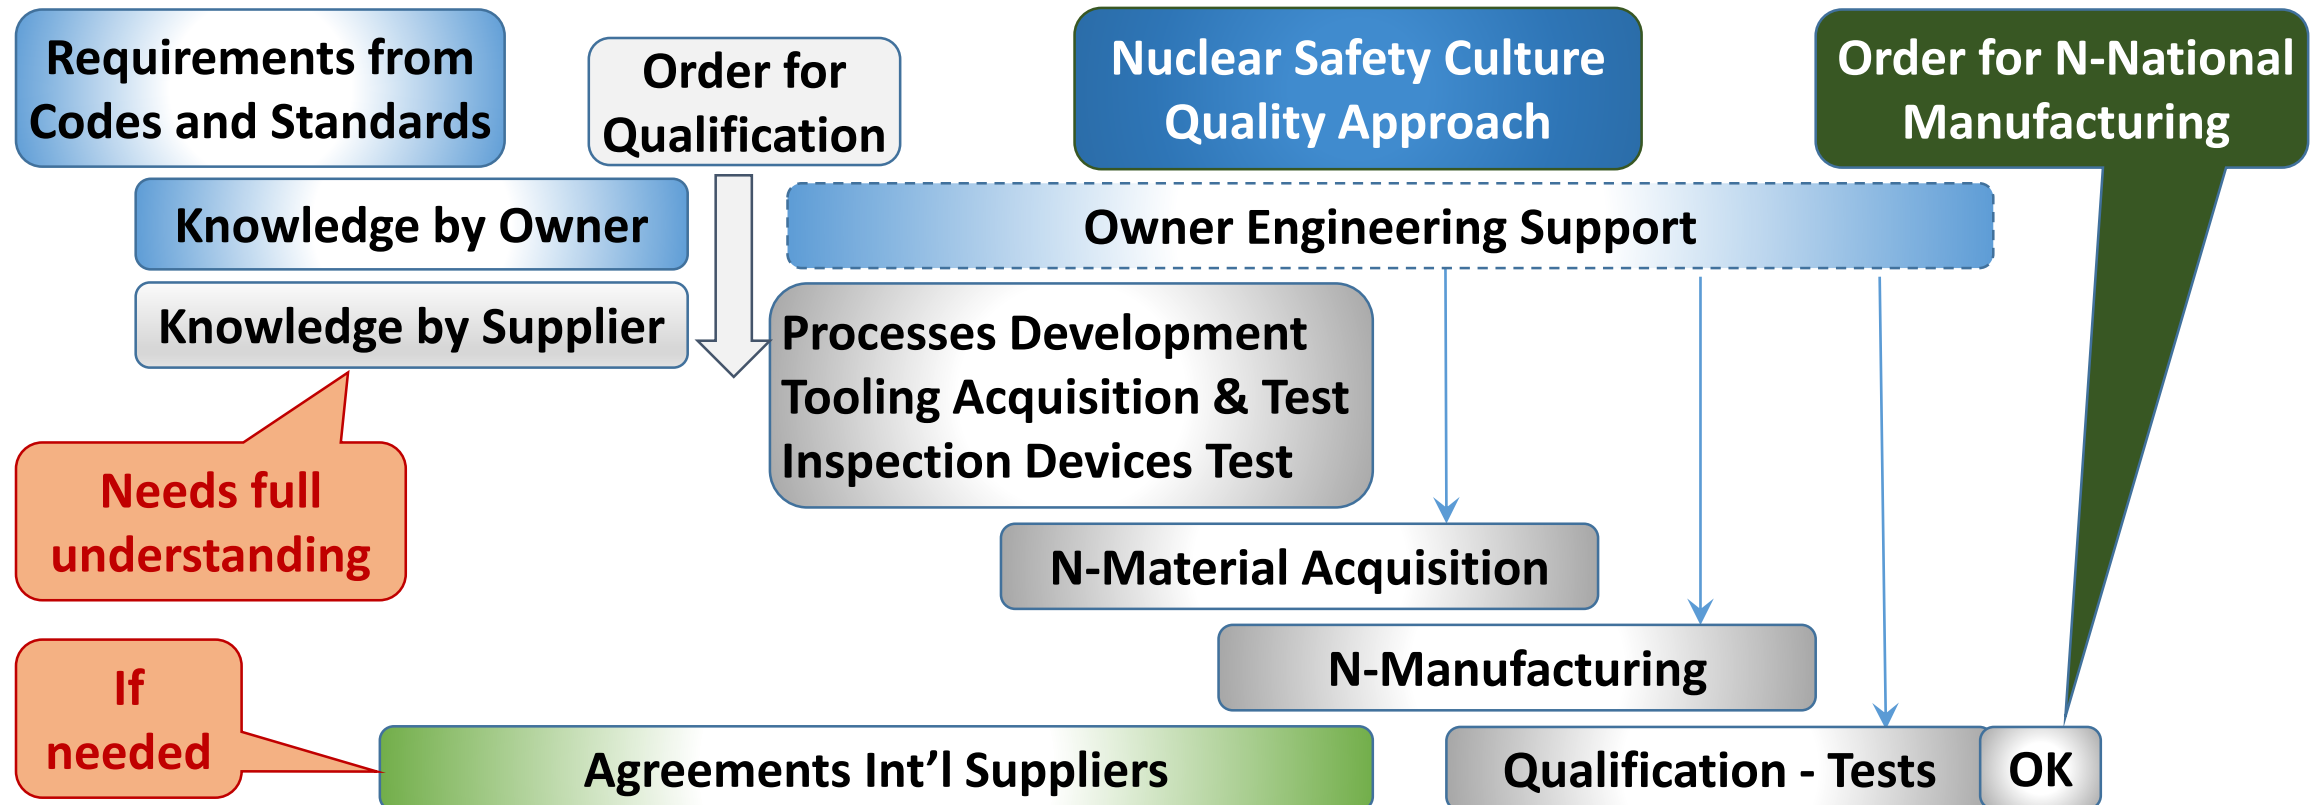 Requirements from
Codes and Standards
Order for
Qualification
Nuclear Safety Culture
Quality Approach
Order for N-National
Manufacturing
Knowledge by Owner
Owner Engineering Support
Knowledge by Supplier
Processes Development
Tooling Acquisition & Test
Inspection Devices Test
Needs full
understanding
N-Material Acquisition
N-Manufacturing
If
needed
Agreements Int’l Suppliers
Qualification - Tests
OK